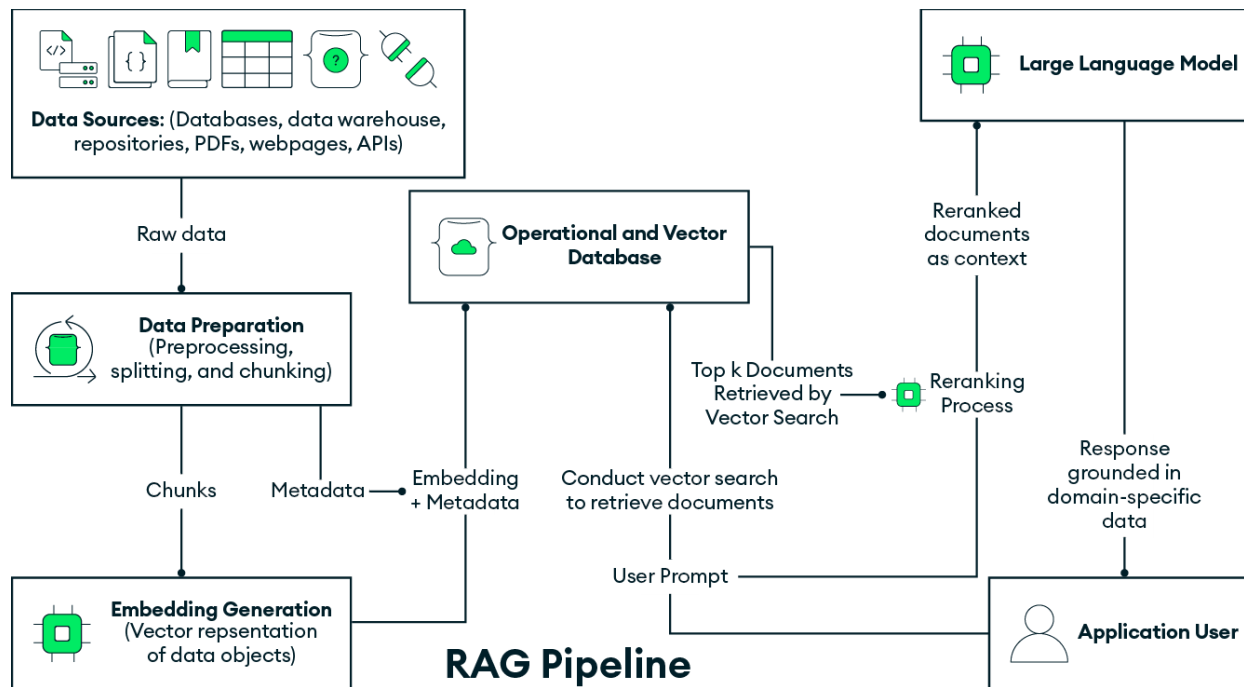 </>
{ }
?
Data Sources: (Databases, data warehouse,
repositories, PDFs, webpages, APIs)
Large Language Model
Raw data
Operational and Vector
Database
Reranked
documents
as context
Data Preparation
(Preprocessing,
splitting, and chunking)
Top k Documents
Retrieved by
Vector Search
Reranking
Process
Chunks
Metadata
Embedding
+ Metadata
Conduct vector search
to retrieve documents
Response
grounded in
domain-specific
data
User Prompt
Embedding Generation
(Vector repsentation
of data objects)
Application User
RAG Pipeline